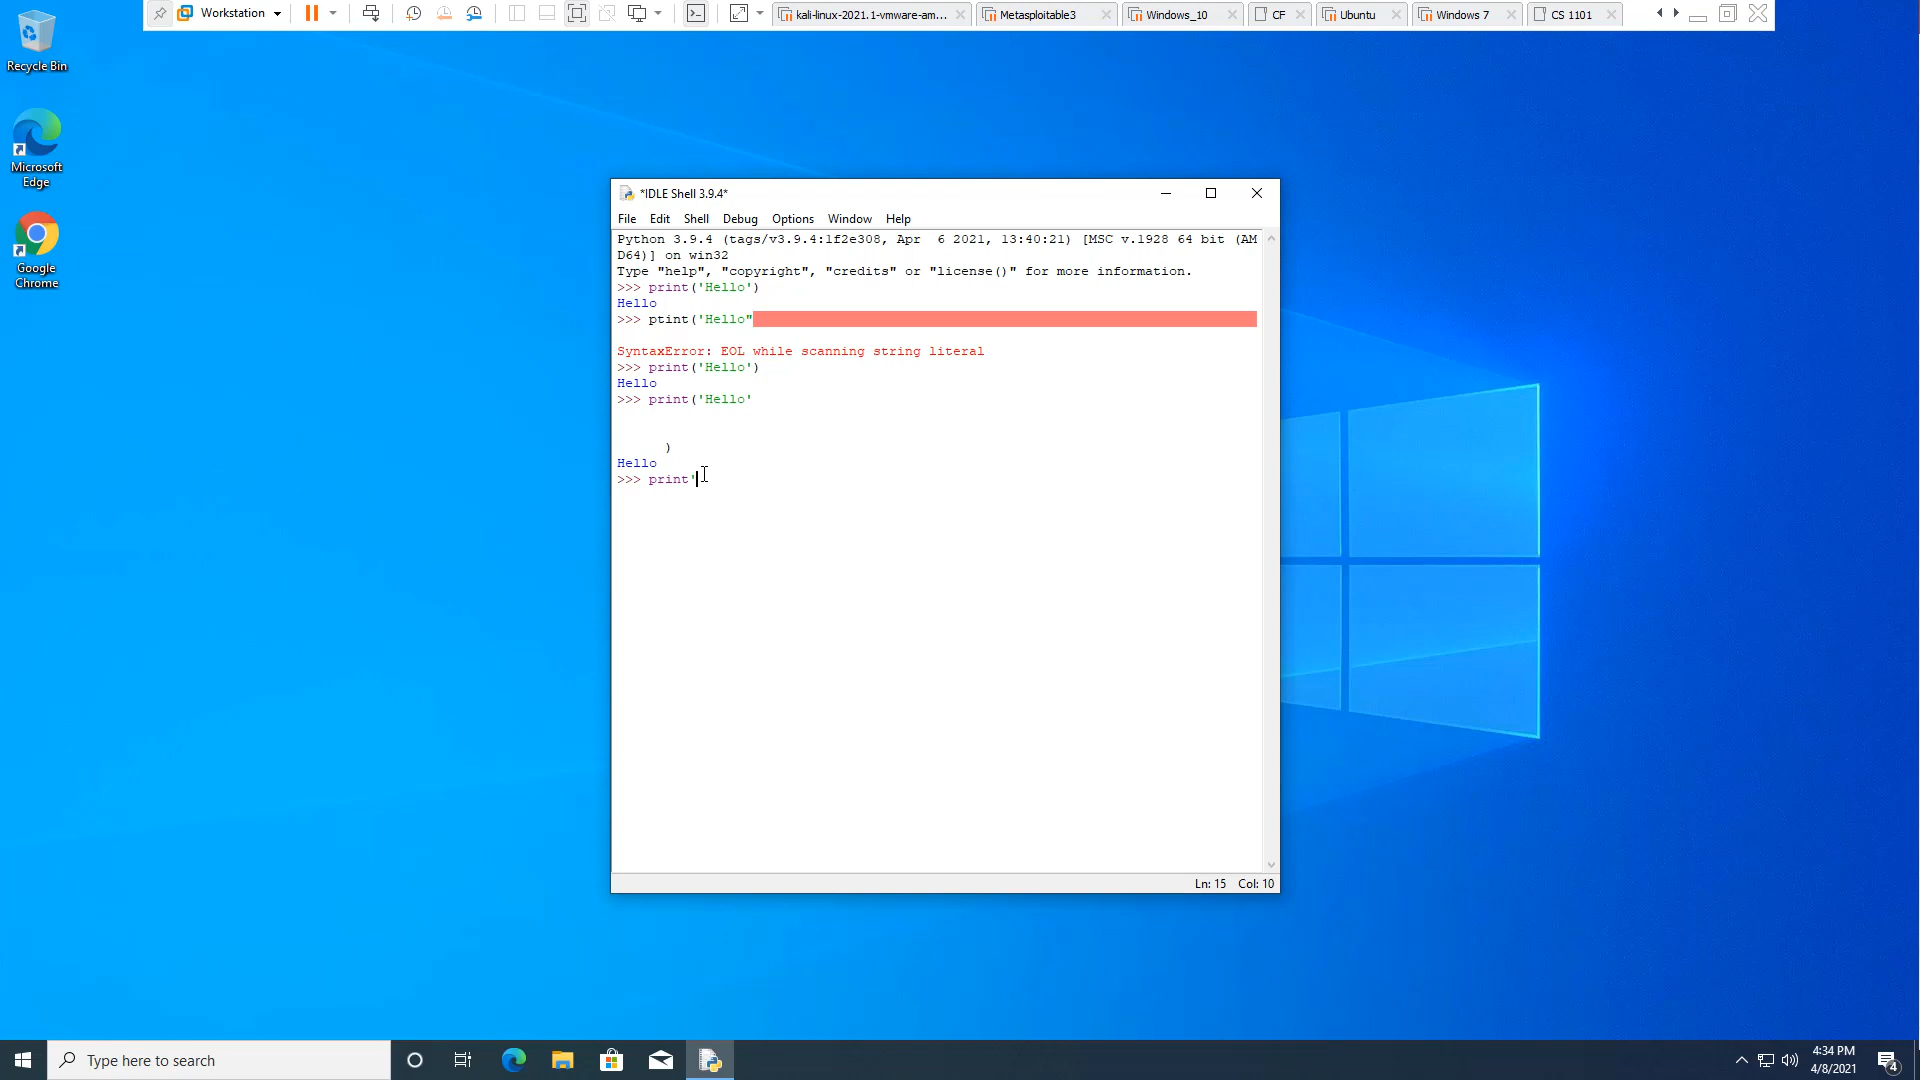 Workstation
kali-linux-2021.1-vmware-am...
Metasploitable3
Windows_10
CF
Ubuntu
Windows 7
CS 1101
Recycle Bin
Microsoft
Edge
Google
Chrome
*IDLE Shell 3.9.4*
File Edit Shell Debug Options Window Help
Python 3.9.4 (tags/v3.9.4:1f2e308, Apr  6 2021, 13:40:21) [MSC v.1928 64 bit (AM
D64)] on win32
Type "help", "copyright", "credits" or "license()" for more information.
>>> print('Hello')
Hello
>>> ptint('Hello"
SyntaxError: EOL while scanning string literal
>>> print('Hello')
Hello
>>> print('Hello'
)
Hello
>>> print'
Ln: 15 Col: 10
Type here to search
4:34 PM
4/8/2021
4